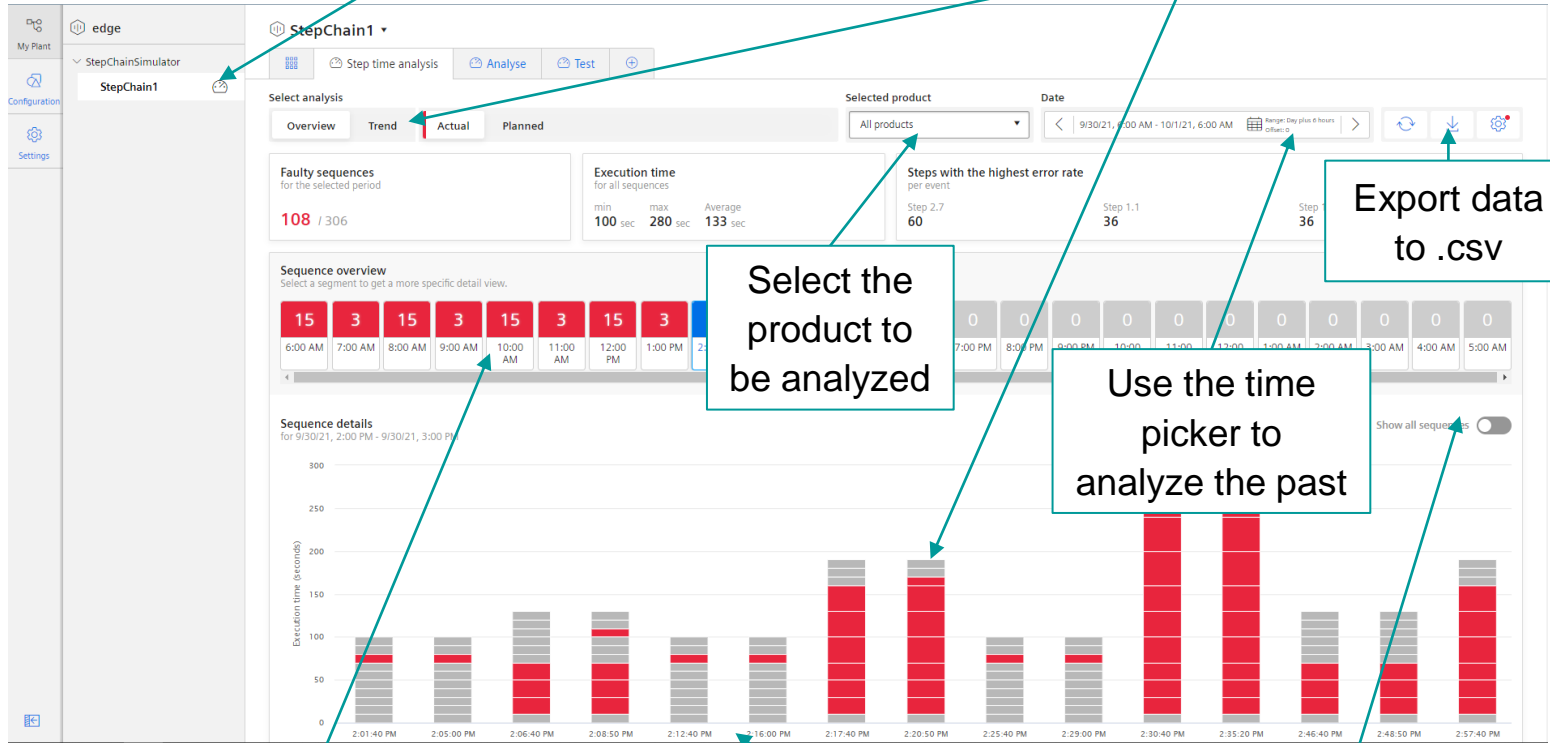 My Plant
Configuration
Settings
edge
StepChainSimulator
StepChain1
StepChain1
Step time analysis
Analyse
Test
Select analysis
Selected product
Date
Overview
Trend
Actual
Planned
All products
9/30/21, 6:00 AM - 10/1/21, 6:00 AM
Range: Day plus 6 hours
Offset: 0
Faulty sequences
for the selected period
108 / 306
Execution time
for all sequences
min max Average
100 sec 280 sec 133 sec
Steps with the highest error rate
per event
Step 2.7 Step 1.1 Step
60 36 36
Export data
to .csv
Select the
product to
be analyzed
Use the time
picker to
analyze the past
Sequence overview
Select a segment to get a more specific detail view.
15 3 15 3 15 3 15 3 0 0 0 0 0 0 0 0 0 0 0
6:00 AM 7:00 AM 8:00 AM 9:00 AM 10:00 AM 11:00 AM 12:00 PM 1:00 PM 7:00 PM 8:00 PM 9:00 PM 10:00 11:00 12:00 1:00 AM 2:00 AM 3:00 AM 4:00 AM 5:00 AM
Sequence details
for 9/30/21, 2:00 PM - 9/30/21, 3:00 PM
Show all sequences
Execution time (seconds)
300
250
200
150
100
50
0
2:01:40 PM 2:05:00 PM 2:06:40 PM 2:08:50 PM 2:12:40 PM 2:16:00 PM 2:17:40 PM 2:20:50 PM 2:25:40 PM 2:29:00 PM 2:30:40 PM 2:35:20 PM 2:46:40 PM 2:48:50 PM 2:57:40 PM